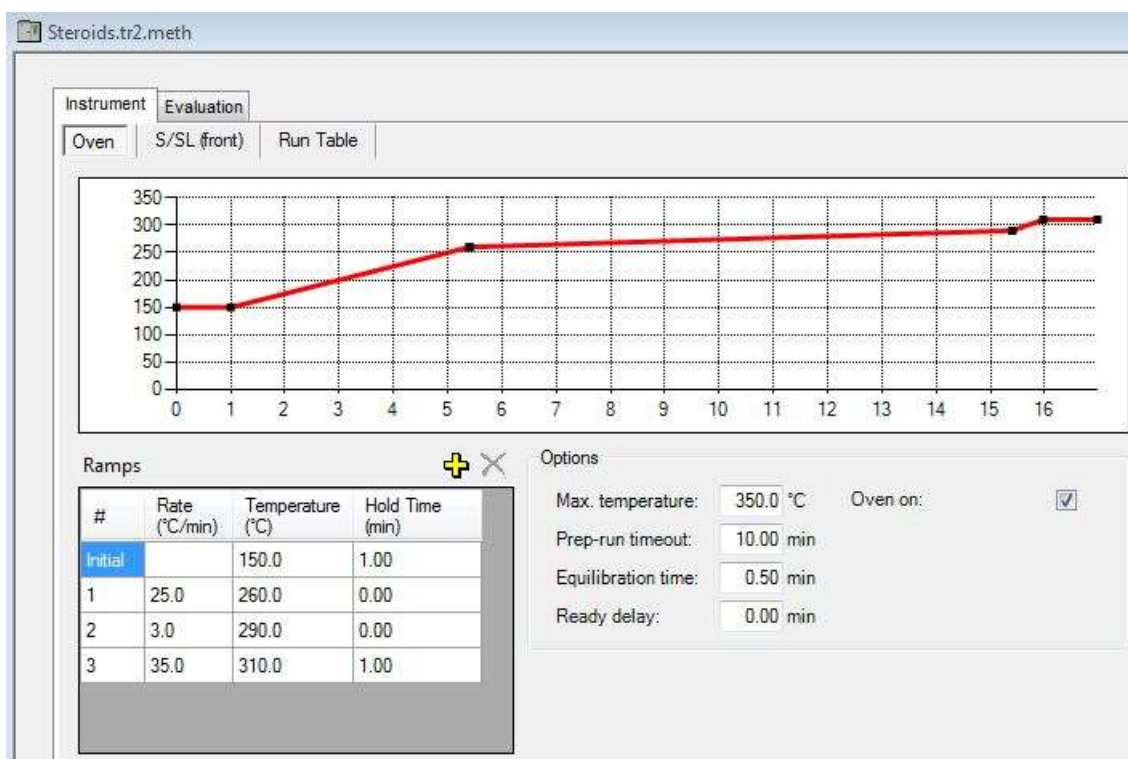 Steroids.tr2.meth
Instrument Evaluation
Oven S/SL (front) Run Table
350
300
250
200
150
100
50
0
0 1 2 3 4 5 6 7 8 9 10 11 12 13 14 15 16
Ramps
# Rate (°C/min) Temperature (°C) Hold Time (min)
Initial 150.0 1.00
1 25.0 260.0 0.00
2 3.0 290.0 0.00
3 35.0 310.0 1.00
Options
Max. temperature: 350.0 °C Oven on:
Prep-run timeout: 10.00 min
Equilibration time: 0.50 min
Ready delay: 0.00 min